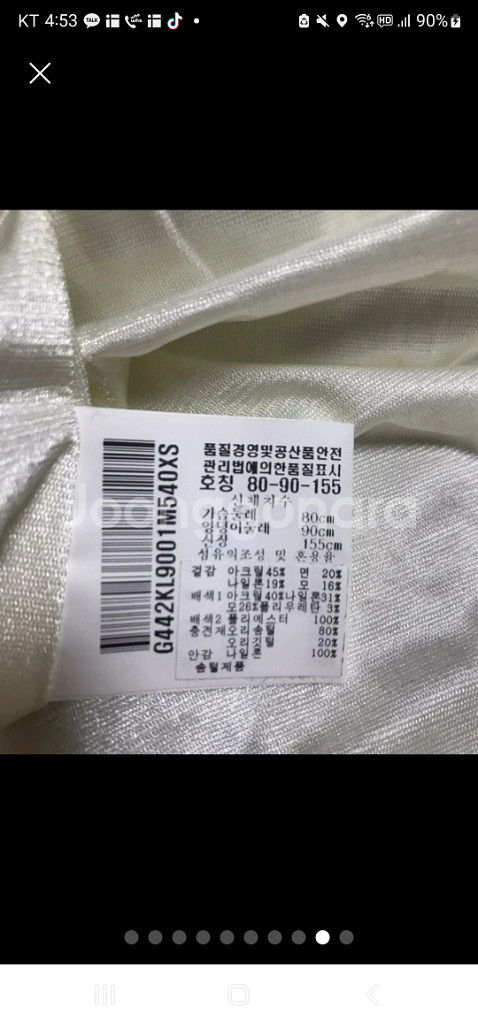 KT 4:53
TALK
HD
90%
품질경영및공산품안전
관리법에의한품질표시
호칭 80-90-155
신체치수
가슴둘레 80cm
엉덩이둘레 90cm
신장 155cm
섬유의조성 및 혼용율
겉감 아크릴45% 면 20%
나일론19% 모 16%
배색1 아크릴40%나일론31%
모26%폴리우레탄 3%
배색2 폴리에스터 100%
충전재오리솜털 80%
오리깃털 20%
안감 나일론 100%
솜털제품
G442KL9001M540XS
Joongonara